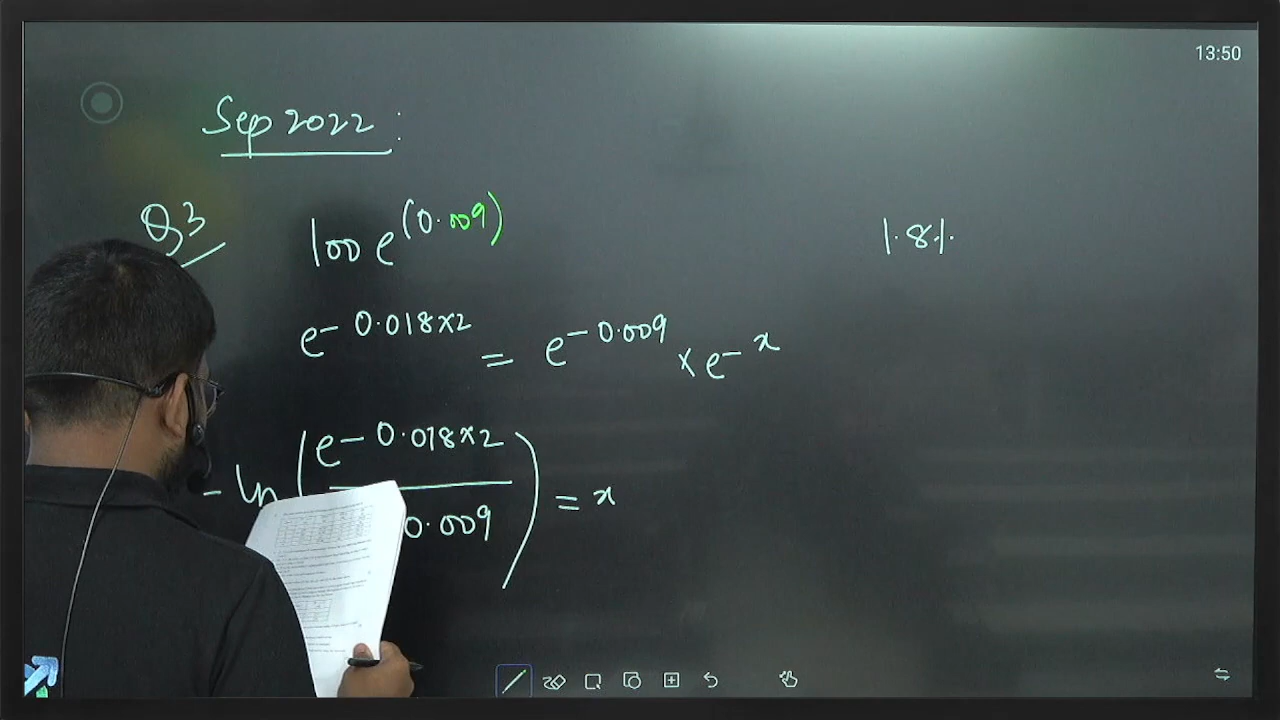 13:50
Sep 2022 :
Q3
100 e^(0.009)
1.8%
e^-0.018×2 = e^-0.009 × e^-x
- ln ( e^-0.018×2 / 0.009 ) = x